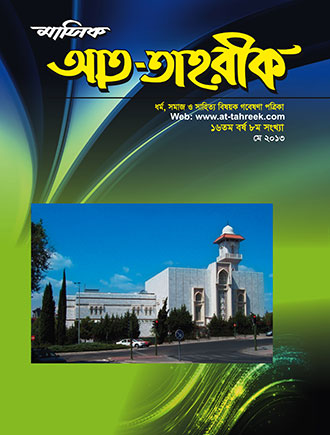 মাসিক
আত-তাহরীক
ধর্ম, সমাজ ও সাহিত্য বিষয়ক গবেষণা পত্রিকা
Web: www.at-tahreek.com
১৬তম বর্ষ ৮ম সংখ্যা
মে ২০১৩